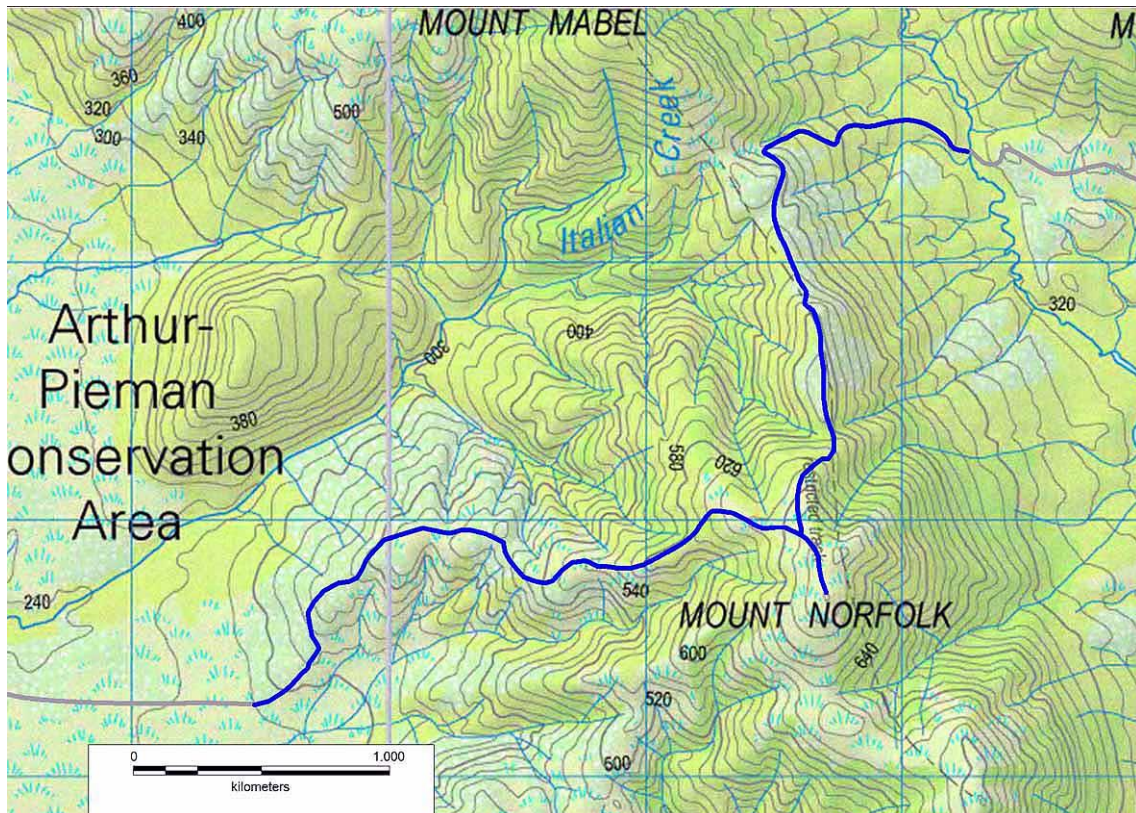 400
MOUNT MABEL
M
360
320
500
300
340
Creek
Italian
320
Arthur-
Pieman
onservation
Area
400
300
380
580
620
240
540
MOUNT NORFOLK
600
640
520
600
0
1.000
kilometers